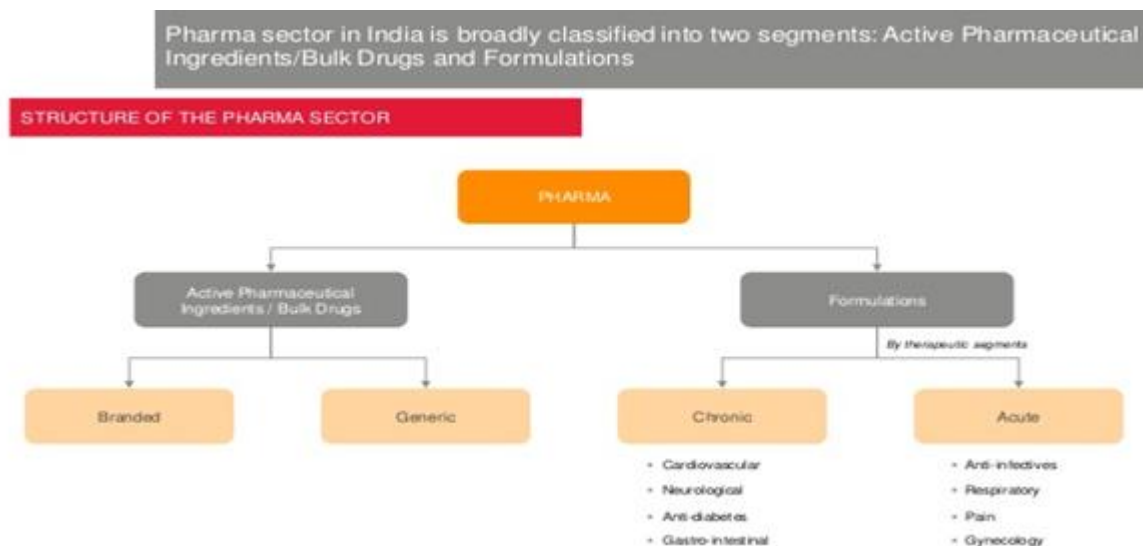 Pharma sector in India is broadly classified into two segments: Active Pharmaceutical
Ingredients/Bulk Drugs and Formulations
STRUCTURE OF THE PHARMA SECTOR
PHARMA
Active Pharmaceutical
Ingredients / Bulk Drugs
Formulations
By therapeutic segments
Branded
Generic
Chronic
Acute
• Cardiovascular
• Neurological
• Anti-diabetes
• Gastro-intestinal
• Anti-infectives
• Respiratory
• Pain
• Gynecology